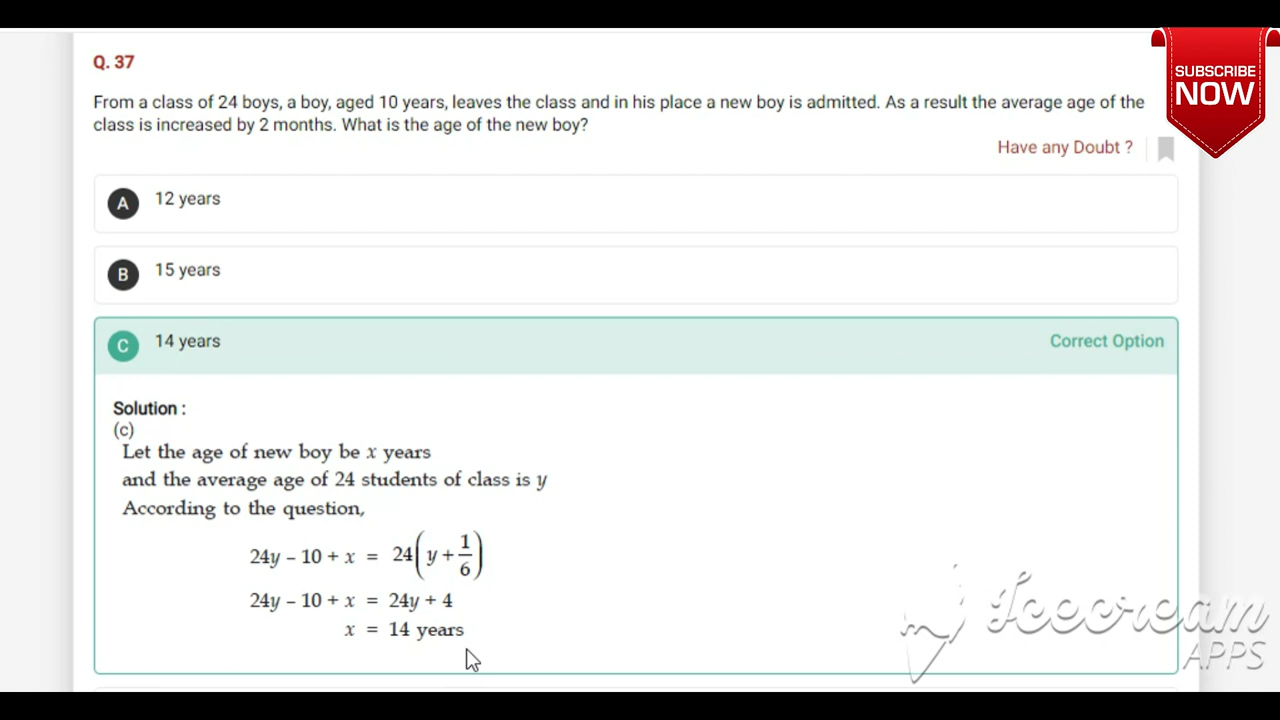 SUBSCRIBE
NOW
Q. 37
From a class of 24 boys, a boy, aged 10 years, leaves the class and in his place a new boy is admitted. As a result the average age of the
class is increased by 2 months. What is the age of the new boy?
Have any Doubt ?
A 12 years
B 15 years
C 14 years Correct Option
Solution :
(c)
Let the age of new boy be x years
and the average age of 24 students of class is y
According to the question,
24y – 10 + x = 24(y + 1/6)
24y – 10 + x = 24y + 4
x = 14 years
Icecream
APPS